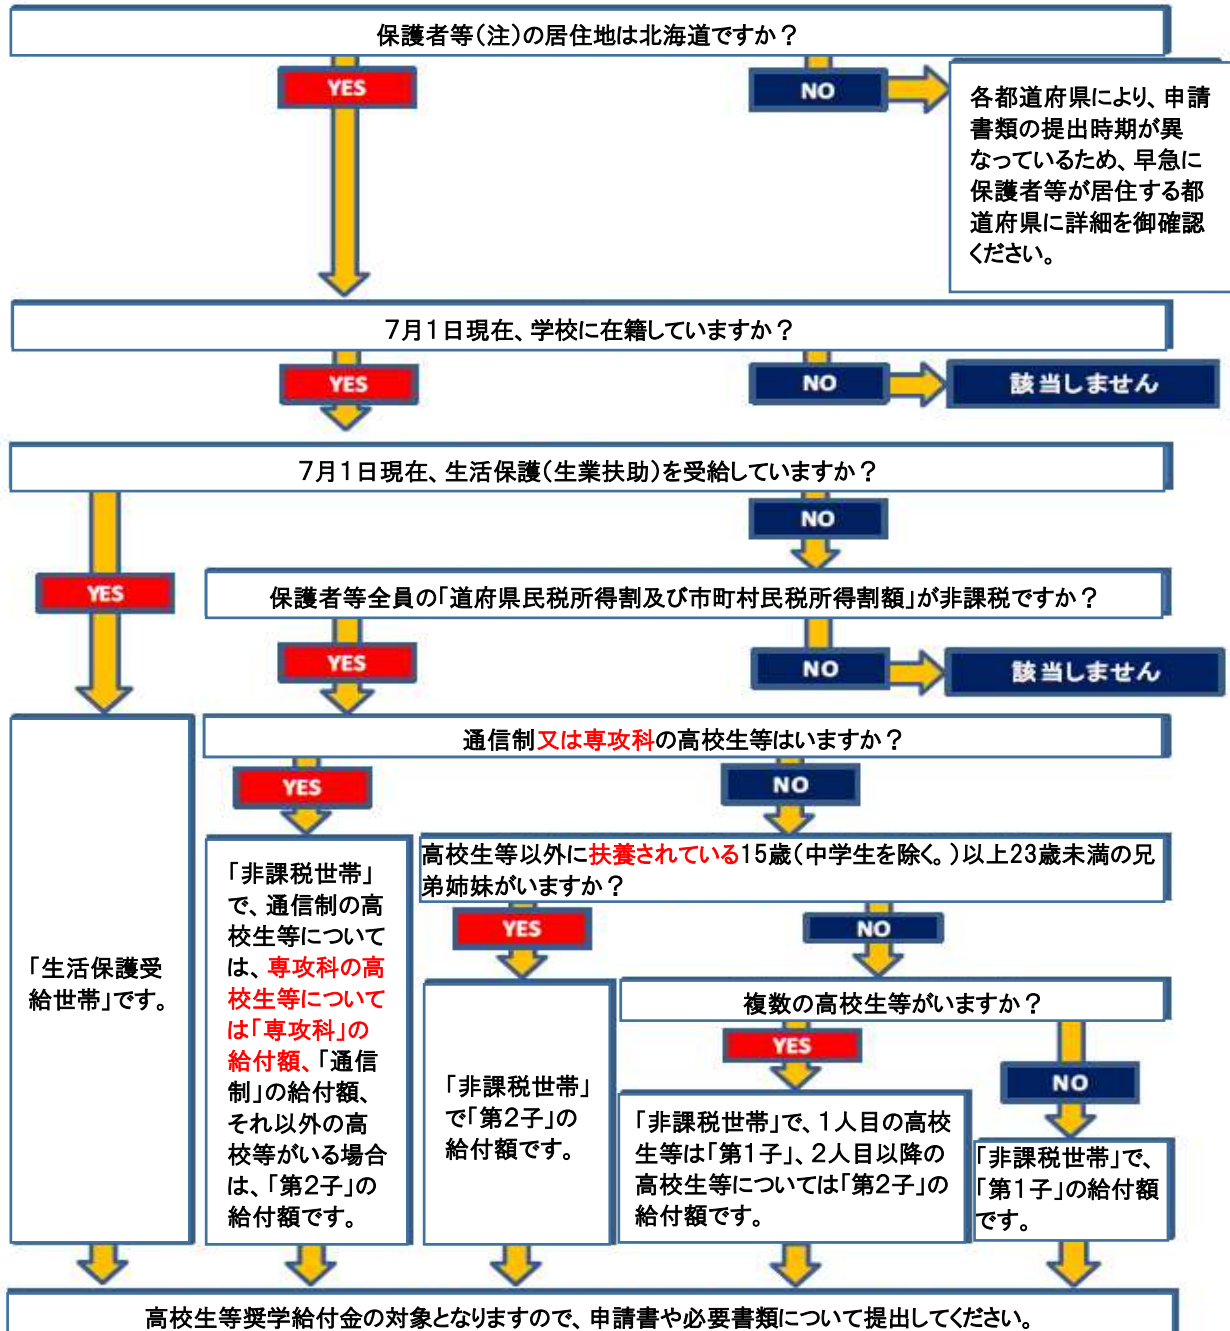 保護者等(注)の居住地は北海道ですか？
YES
NO
各都道府県により、申請
書類の提出時期が異
なっているため、早急に
保護者等が居住する都
道府県に詳細を御確認
ください。
7月1日現在、学校に在籍していますか？
YES
NO
該当しません
7月1日現在、生活保護(生業扶助)を受給していますか？
NO
YES
保護者等全員の「道府県民税所得割及び市町村民税所得割額」が非課税ですか？
YES
NO
該当しません
通信制又は専攻科の高校生等はいますか？
YES
NO
高校生等以外に扶養されている15歳(中学生を除く。)以上23歳未満の兄
弟姉妹がいますか？
YES
NO
「生活保護受
給世帯」です。
「非課税世帯」
で、通信制の高
校生等について
は、専攻科の高
校生等について
は「専攻科」の
給付額、「通信
制」の給付額、
それ以外の高
校等がいる場合
は、「第2子」の
給付額です。
「非課税世帯」
で「第2子」の
給付額です。
複数の高校生等がいますか？
YES
NO
「非課税世帯」で、1人目の高校
生等は「第1子」、2人目以降の
高校生等については「第2子」の
給付額です。
「非課税世帯」で、
「第1子」の給付額
です。
高校生等奨学給付金の対象となりますので、申請書や必要書類について提出してください。